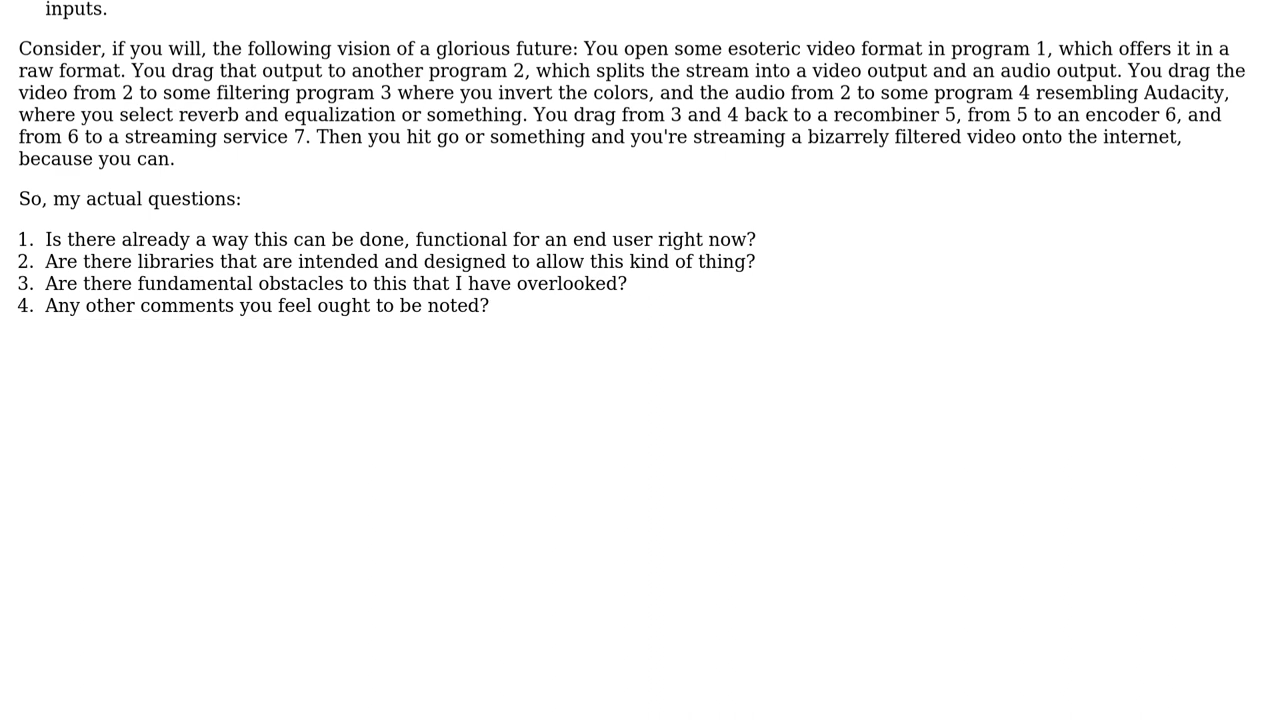 inputs.
Consider, if you will, the following vision of a glorious future: You open some esoteric video format in program 1, which offers it in a
raw format. You drag that output to another program 2, which splits the stream into a video output and an audio output. You drag the
video from 2 to some filtering program 3 where you invert the colors, and the audio from 2 to some program 4 resembling Audacity,
where you select reverb and equalization or something. You drag from 3 and 4 back to a recombiner 5, from 5 to an encoder 6, and
from 6 to a streaming service 7. Then you hit go or something and you're streaming a bizarrely filtered video onto the internet,
because you can.
So, my actual questions:
1. Is there already a way this can be done, functional for an end user right now?
2. Are there libraries that are intended and designed to allow this kind of thing?
3. Are there fundamental obstacles to this that I have overlooked?
4. Any other comments you feel ought to be noted?